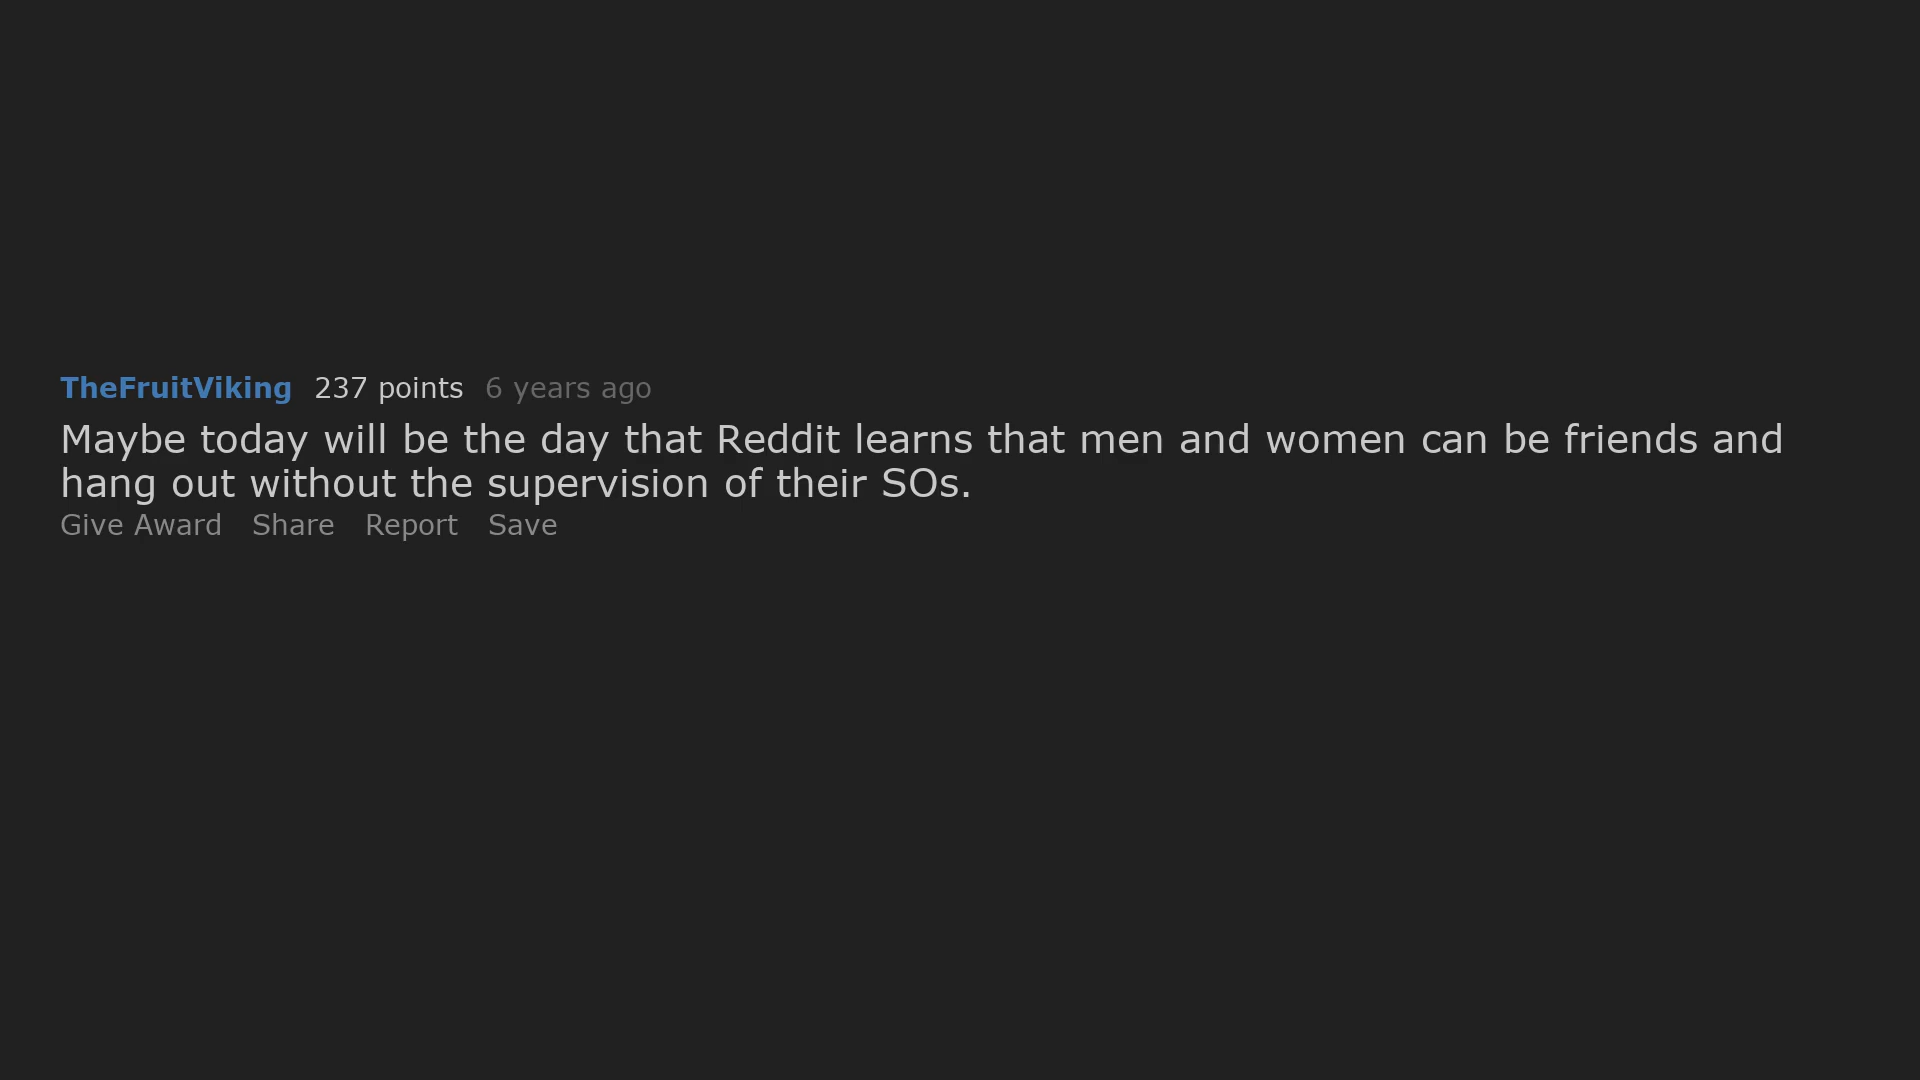 TheFruitViking 237 points 6 years ago
Maybe today will be the day that Reddit learns that men and women can be friends and
hang out without the supervision of their SOs.
Give Award Share Report Save